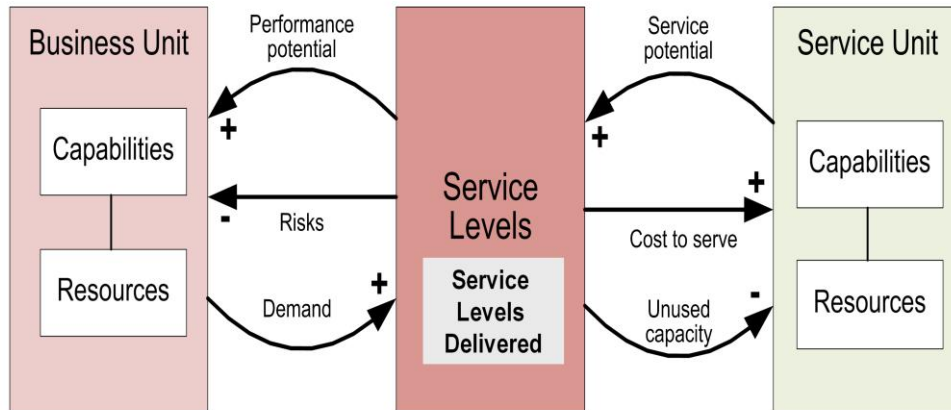 Business Unit
Capabilities
Resources
Performance
potential
+
-
Risks
Demand
+
Service
Levels
Service
Levels
Delivered
Service
potential
+
+
Cost to serve
Unused
capacity
-
Service Unit
Capabilities
Resources